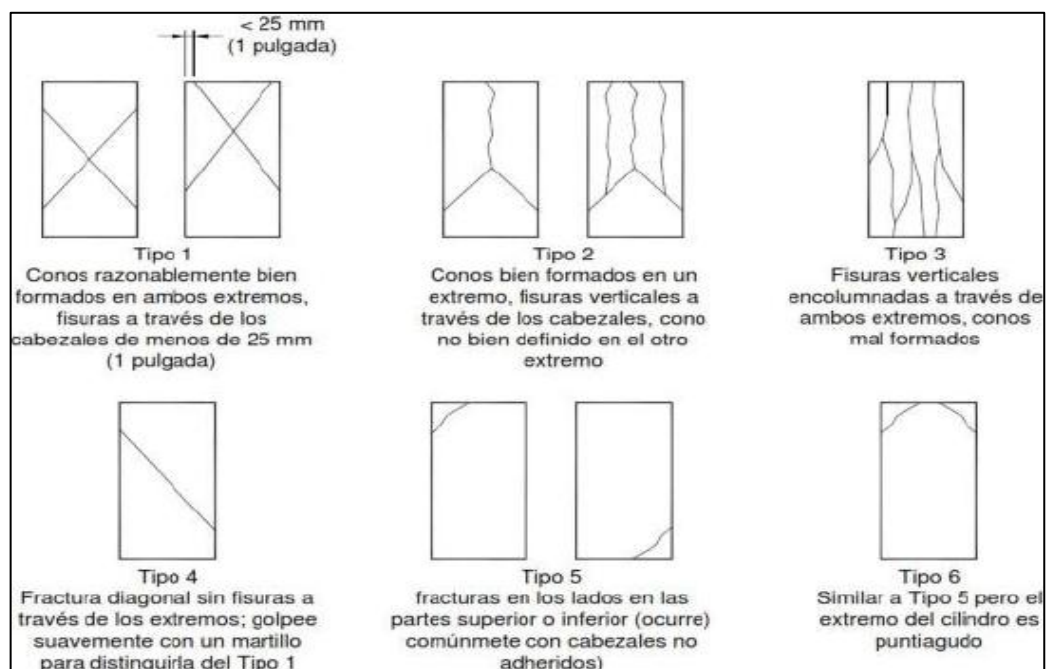 < 25 mm
(1 pulgada)
Tipo 1
Conos razonablemente bien
formados en ambos extremos,
fisuras a través de los
cabezales de menos de 25 mm
(1 pulgada)
Tipo 2
Conos bien formados en un
extremo, fisuras verticales a
través de los cabezales, cono
no bien definido en el otro
extremo
Tipo 3
Fisuras verticales
encolumnadas a través de
ambos extremos, conos
mal formados
Tipo 4
Fractura diagonal sin fisuras a
través de los extremos; golpee
suavemente con un martillo
para distinguirla del Tipo 1
Tipo 5
fracturas en los lados en las
partes superior o inferior (ocurre)
comúnmete con cabezales no
adheridos)
Tipo 6
Similar a Tipo 5 pero el
extremo del cilindro es
puntiagudo